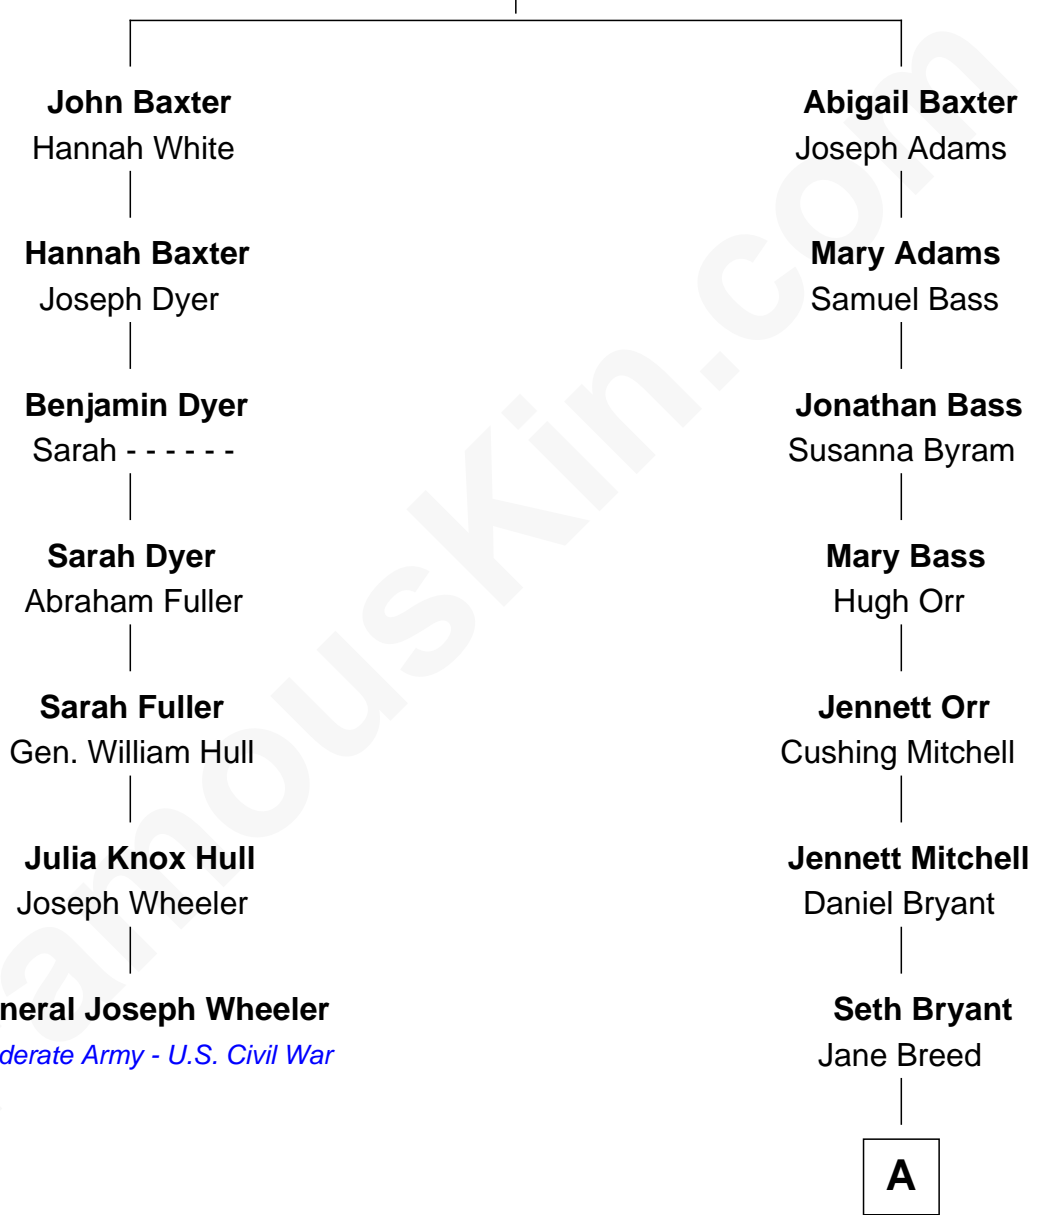 John Baxter
Hannah White
Hannah Baxter
Joseph Dyer
Benjamin Dyer
Sarah - - - - - -
Sarah Dyer
Abraham Fuller
Sarah Fuller
Gen. William Hull
Julia Knox Hull
Joseph Wheeler
neral Joseph Wheeler
derate Army - U.S. Civil War
Abigail Baxter
Joseph Adams
Mary Adams
Samuel Bass
Jonathan Bass
Susanna Byram
Mary Bass
Hugh Orr
Jennett Orr
Cushing Mitchell
Jennett Mitchell
Daniel Bryant
Seth Bryant
Jane Breed
A
amousKin.com